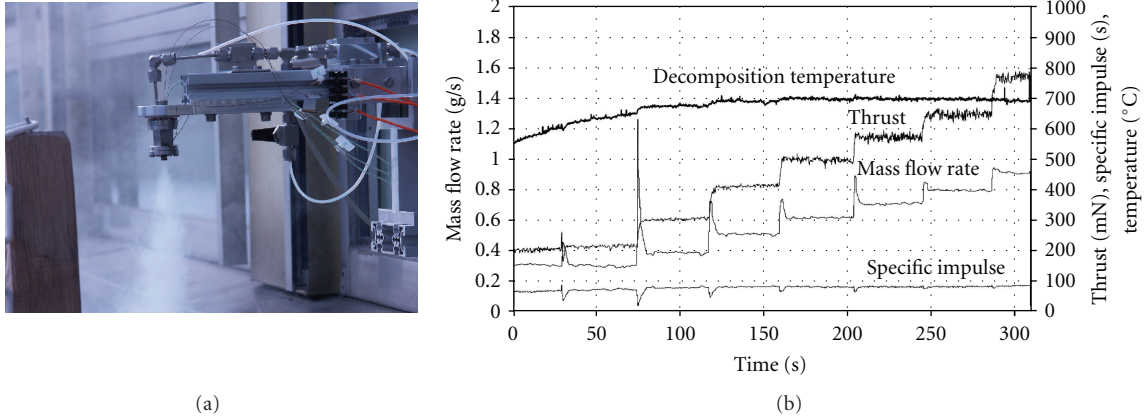 2
1.8
1.6
1.4
1.2
1
0.8
0.6
0.4
0.2
0
Mass flow rate (g/s)
Decomposition temperature
Thrust
Mass flow rate
Specific impulse
1000
900
800
700
600
500
400
300
200
100
0
Thrust (mN), specific impulse (s),
temperature (°C)
0 50 100 150 200 250 300
Time (s)
(a) (b)